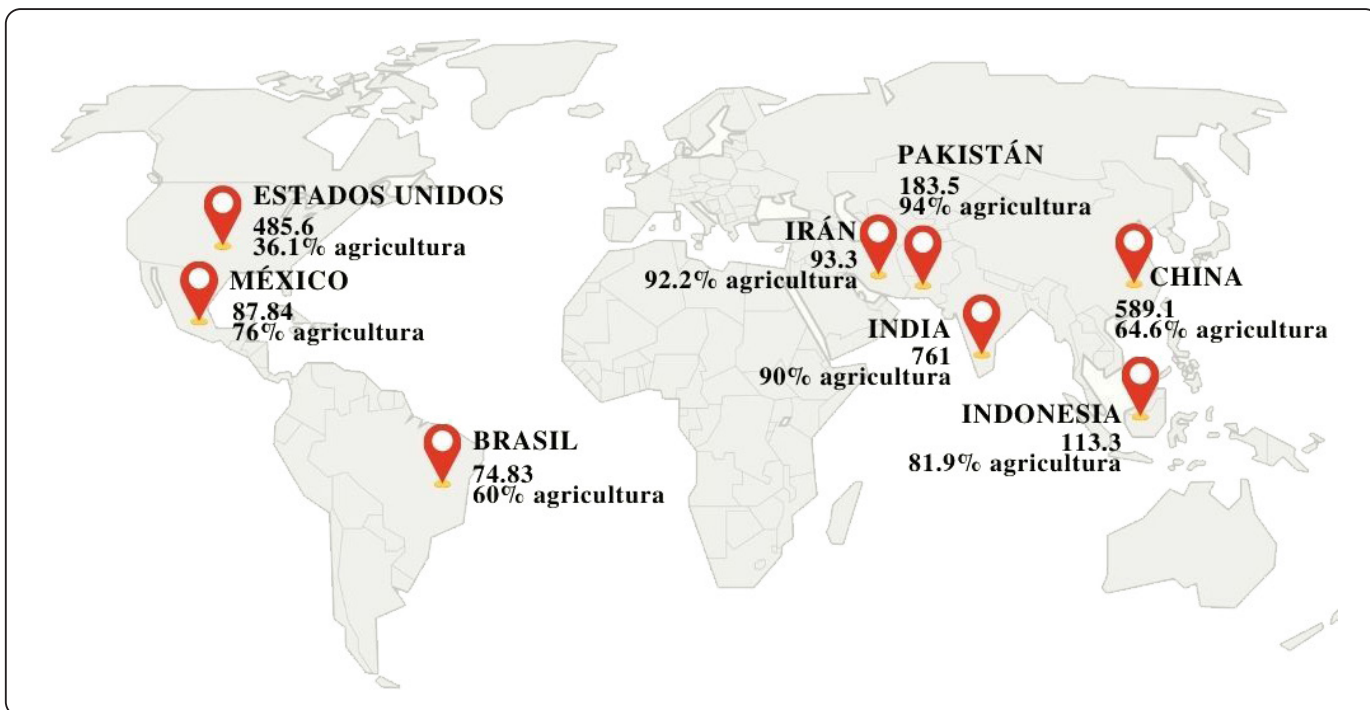 ESTADOS UNIDOS
485.6
36.1% agricultura
MÉXICO
87.84
76% agricultura
BRASIL
74.83
60% agricultura
PAKISTÁN
183.5
94% agricultura
IRÁN
93.3
92.2% agricultura
INDIA
761
90% agricultura
CHINA
589.1
64.6% agricultura
INDONESIA
113.3
81.9% agricultura